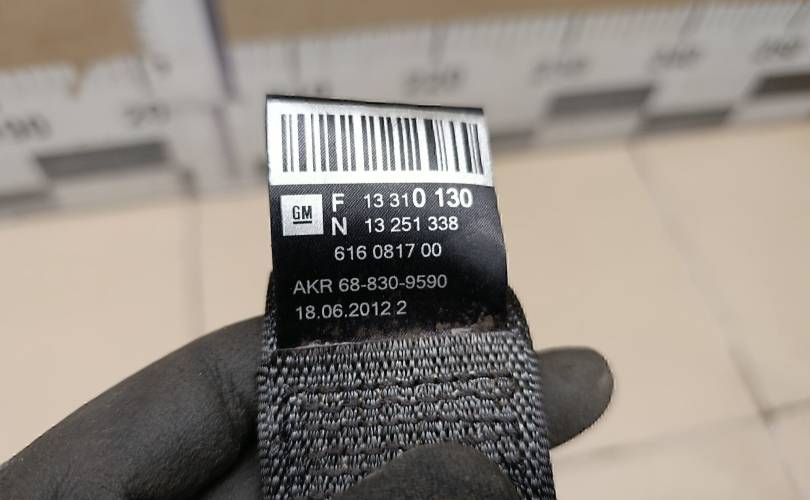 GM
F 13 310 130
N 13 251 338
616 0817 00
AKR 68-830-9590
18.06.2012 2